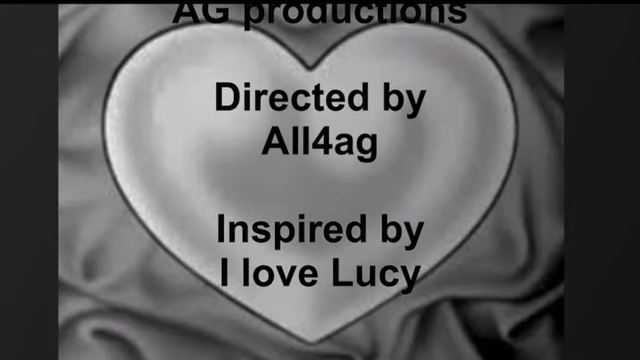 AG productions
Directed by
All4ag
Inspired by
I love Lucy